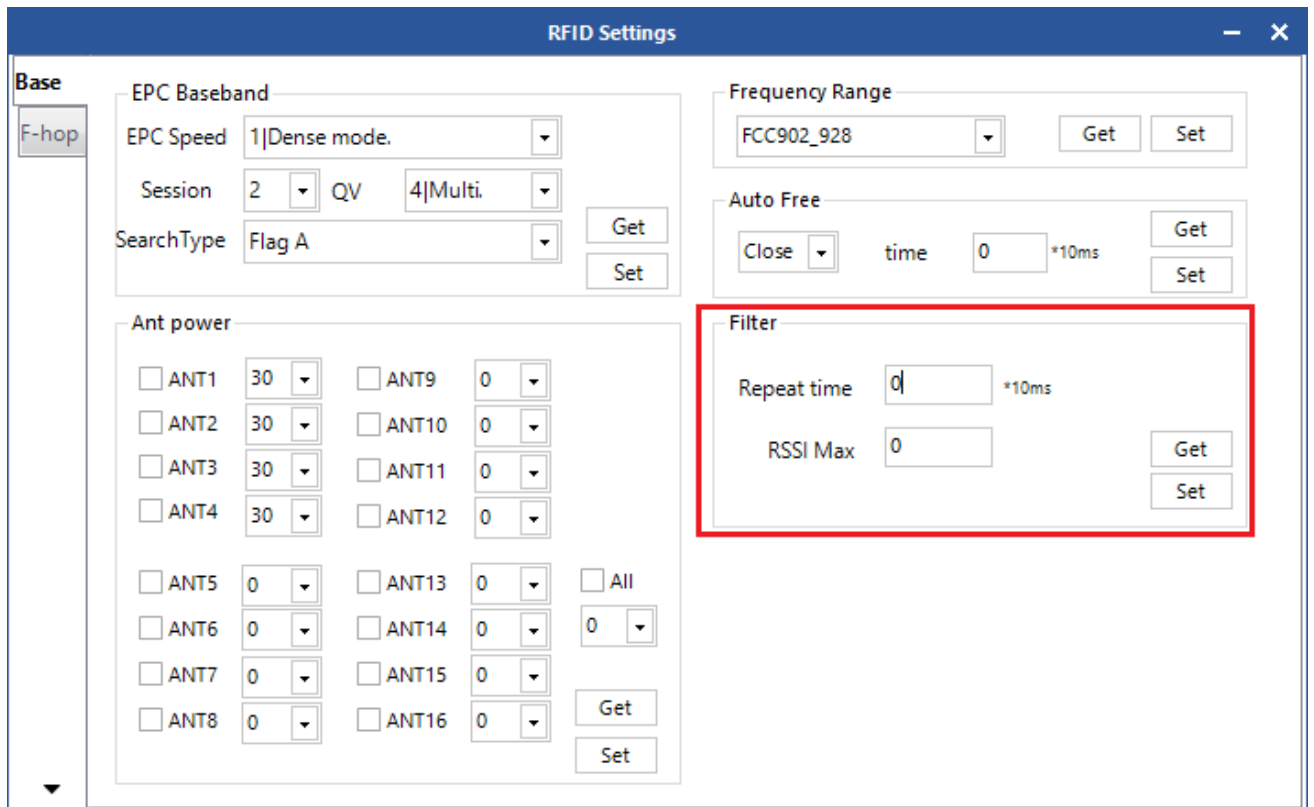 RFID Settings
Base
F-hop
EPC Baseband
EPC Speed 1|Dense mode.
Session 2 QV 4|Multi.
SearchType Flag A
Get
Set
Frequency Range
FCC902_928 Get Set
Auto Free
Close time 0 *10ms
Get
Set
Ant power
ANT1 30 ANT9 0
ANT2 30 ANT10 0
ANT3 30 ANT11 0
ANT4 30 ANT12 0
ANT5 0 ANT13 0 All
ANT6 0 ANT14 0 0
ANT7 0 ANT15 0
ANT8 0 ANT16 0
Get
Set
Filter
Repeat time 0 *10ms
RSSI Max 0
Get
Set